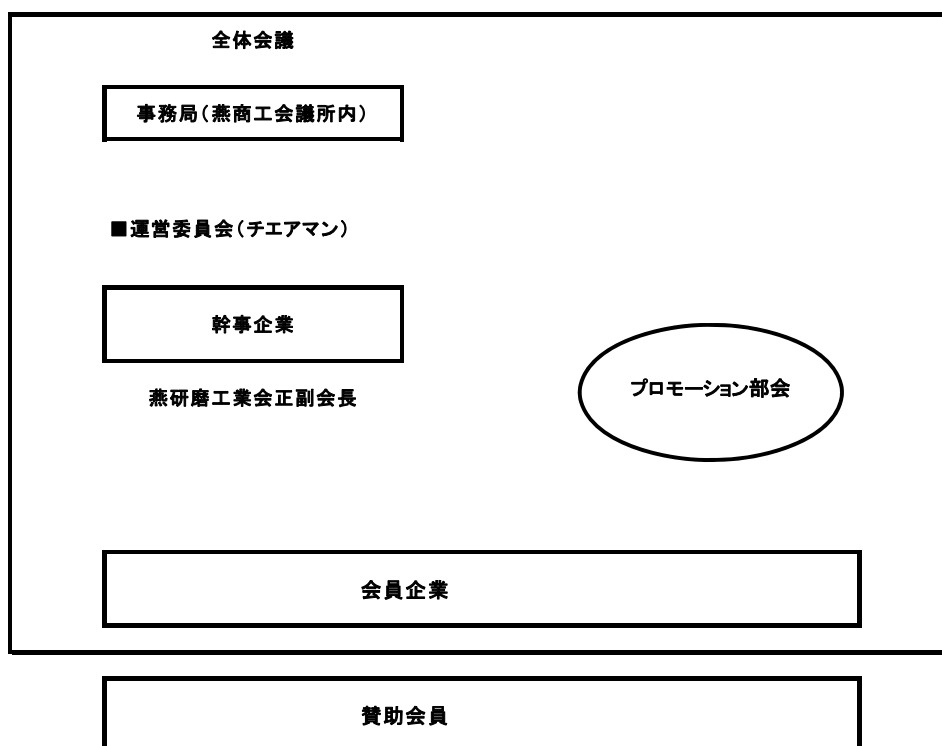 全体会議
事務局（燕商工会議所内）
■運営委員会（チエアマン）
幹事企業
燕研磨工業会正副会長
プロモーション部会
会員企業
賛助会員